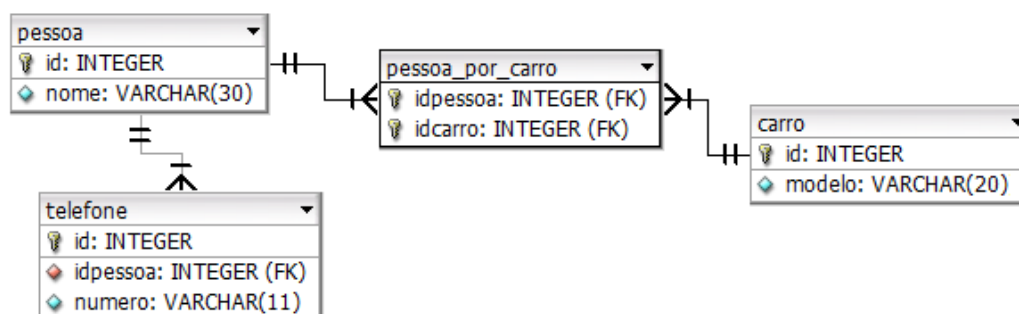 pessoa
id: INTEGER
nome: VARCHAR(30)
pessoa_por_carro
idpessoa: INTEGER (FK)
idcarro: INTEGER (FK)
carro
id: INTEGER
modelo: VARCHAR(20)
telefone
id: INTEGER
idpessoa: INTEGER (FK)
numero: VARCHAR(11)